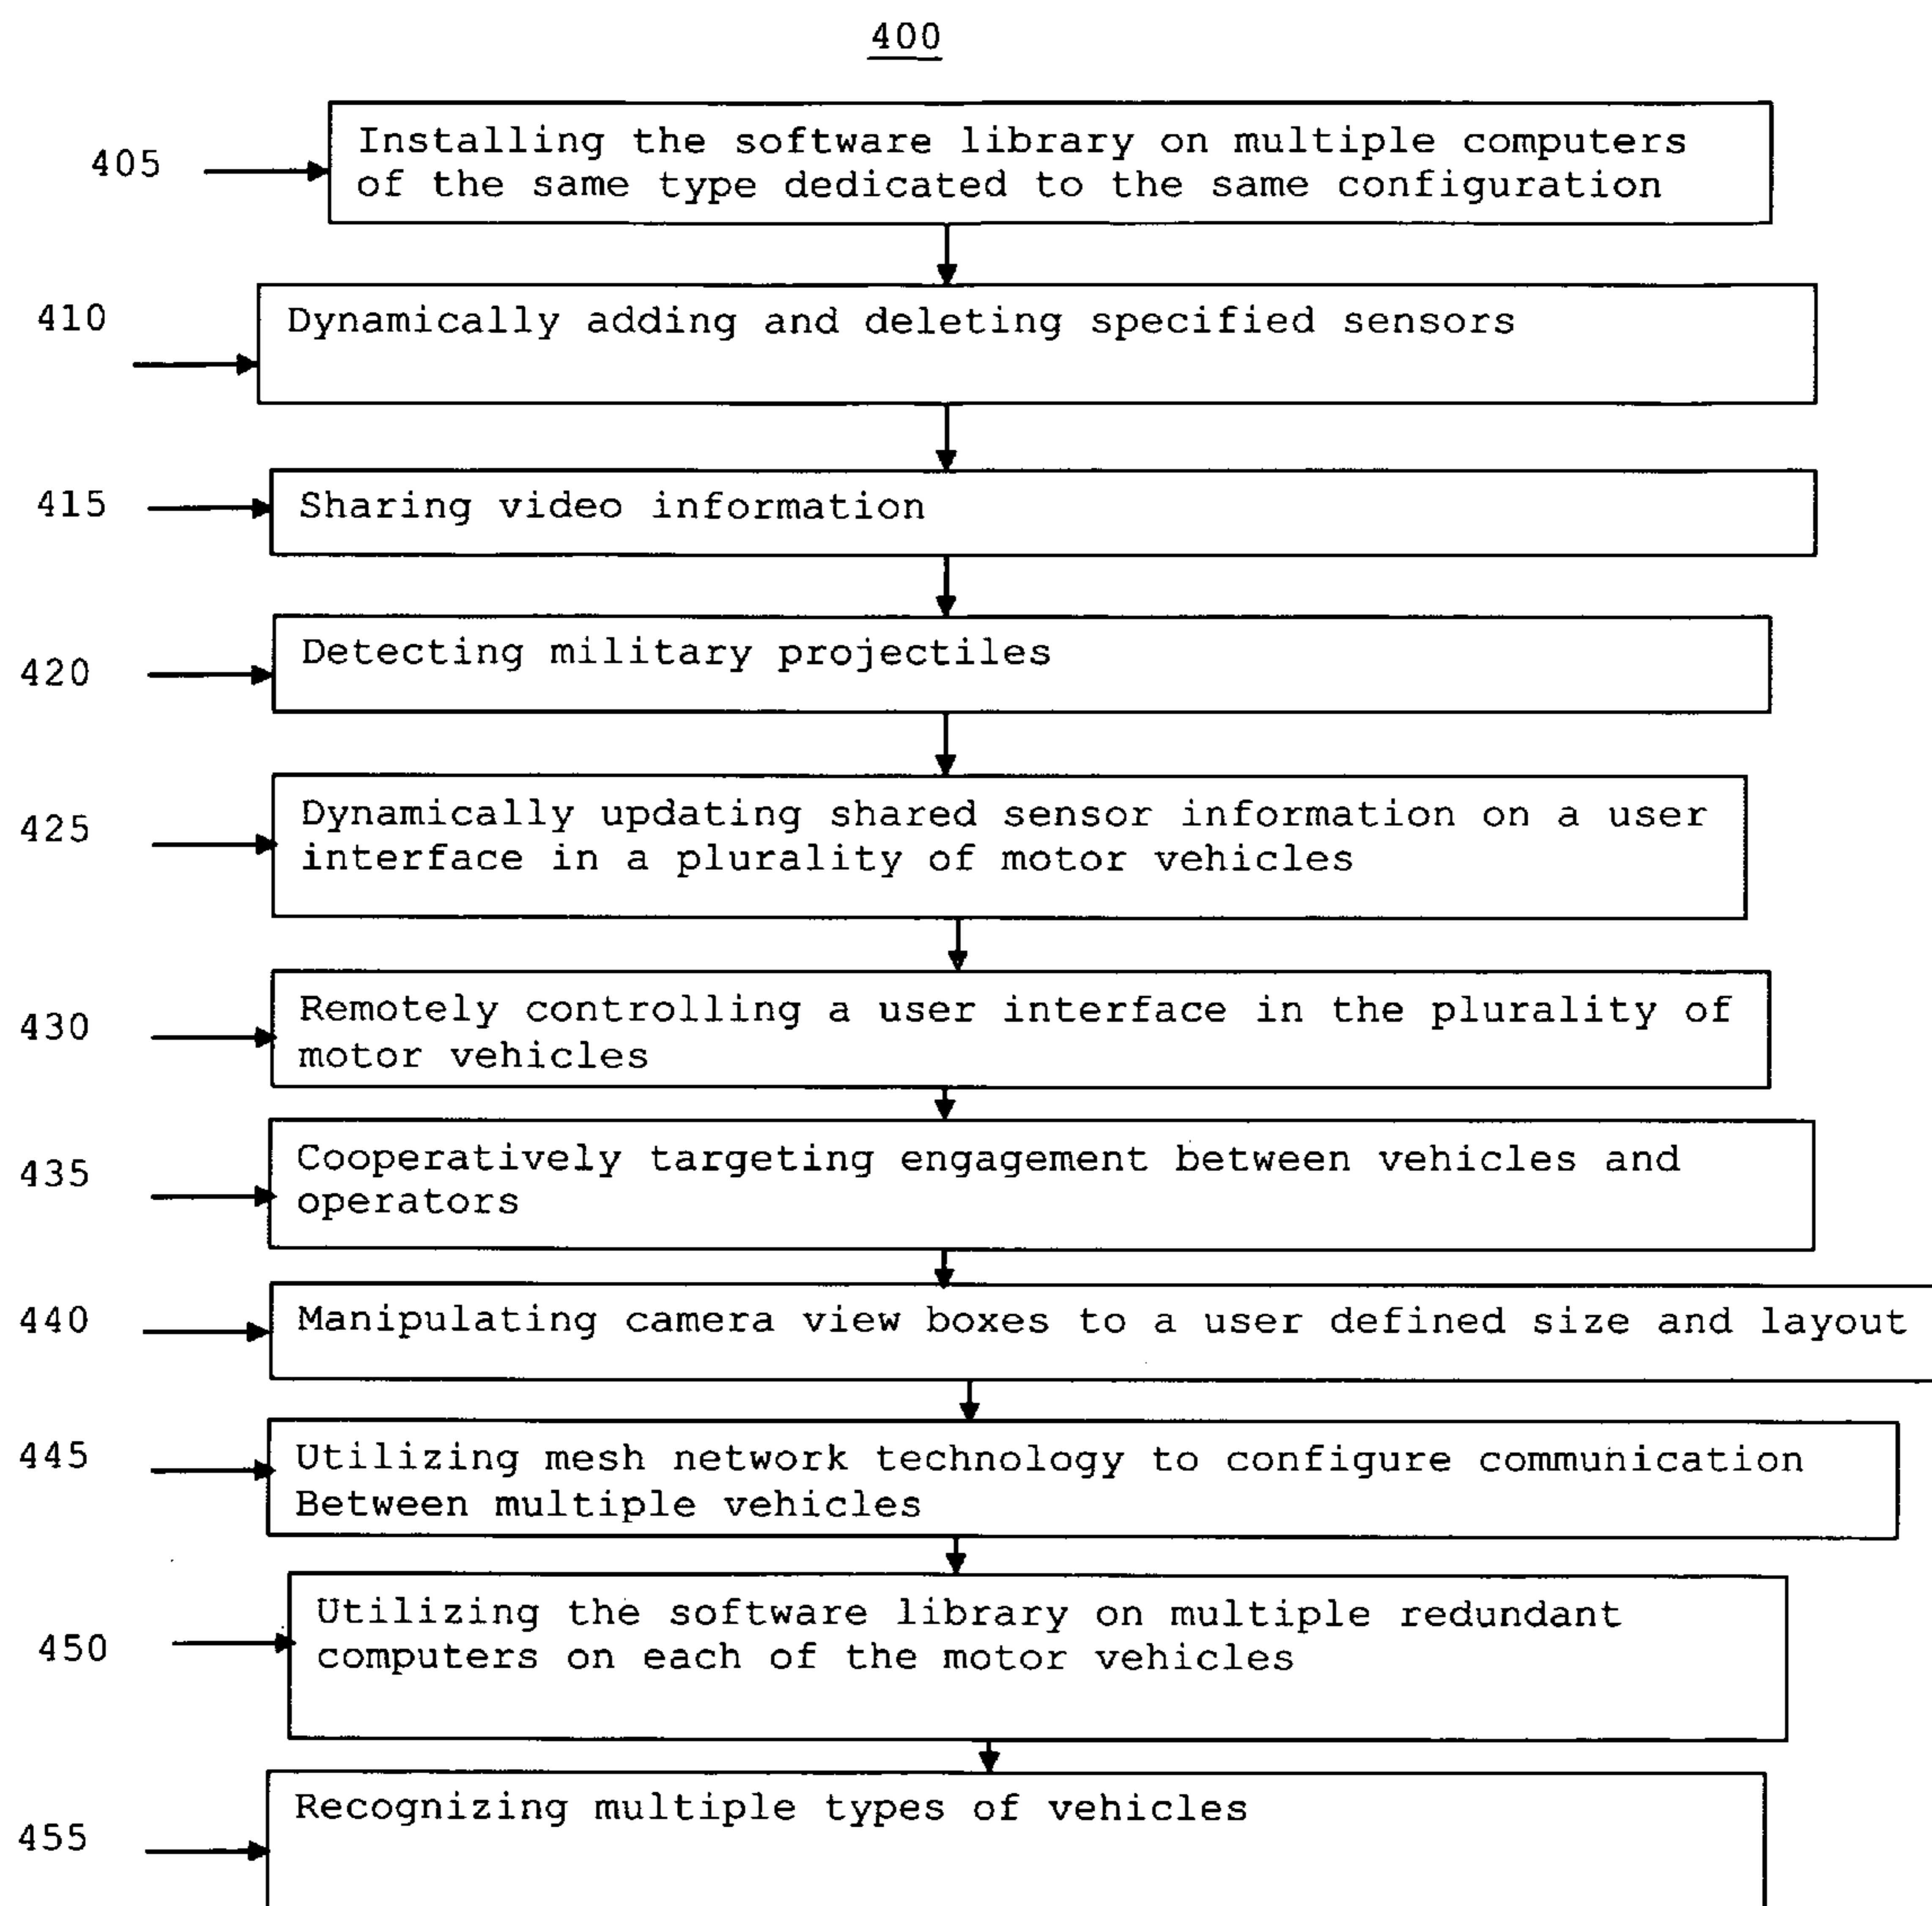 400
405
Installing the software library on multiple computers
of the same type dedicated to the same configuration
410
Dynamically adding and deleting specified sensors
415
Sharing video information
420
Detecting military projectiles
425
Dynamically updating shared sensor information on a user
interface in a plurality of motor vehicles
430
Remotely controlling a user interface in the plurality of
motor vehicles
435
Cooperatively targeting engagement between vehicles and
operators
440
Manipulating camera view boxes to a user defined size and layout
445
Utilizing mesh network technology to configure communication
Between multiple vehicles
450
Utilizing the software library on multiple redundant
computers on each of the motor vehicles
455
Recognizing multiple types of vehicles